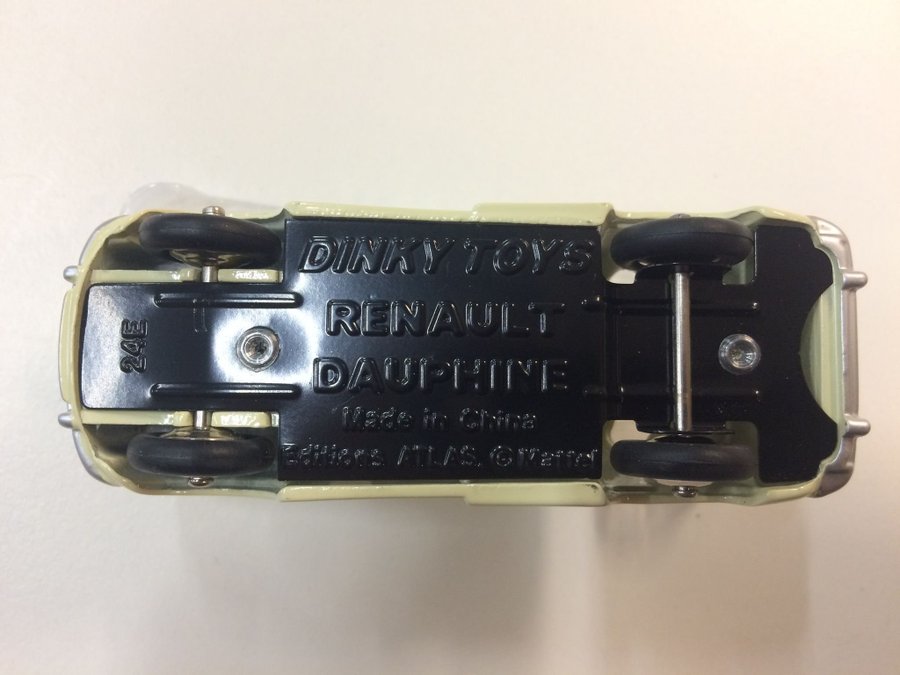 DINKY TOYS
RENAULT
DAUPHINE
Made in China
Editions ATLAS. © Mattel
24E